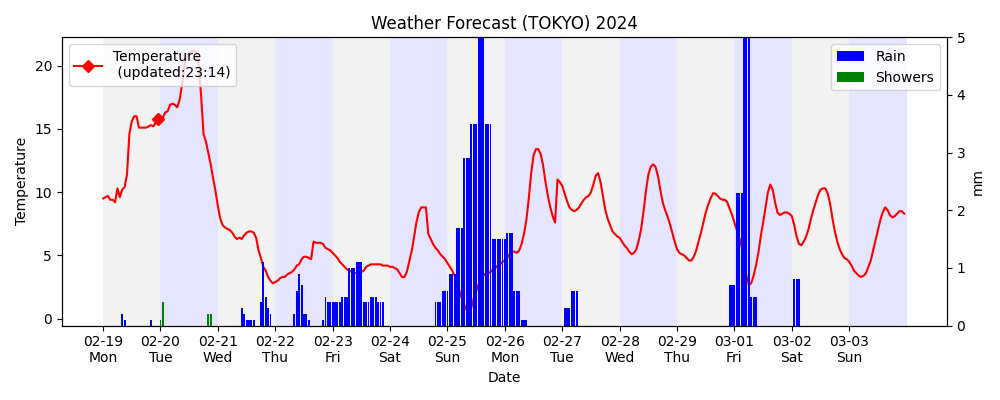 Weather Forecast (TOKYO) 2024
Temperature
(updated:23:14)
Rain
Showers
Temperature
20
15
10
5
0
mm
5
4
3
2
1
0
02-19 02-20 02-21 02-22 02-23 02-24 02-25 02-26 02-27 02-28 02-29 03-01 03-02 03-03
Mon Tue Wed Thu Fri Sat Sun Mon Tue Wed Thu Fri Sat Sun
Date